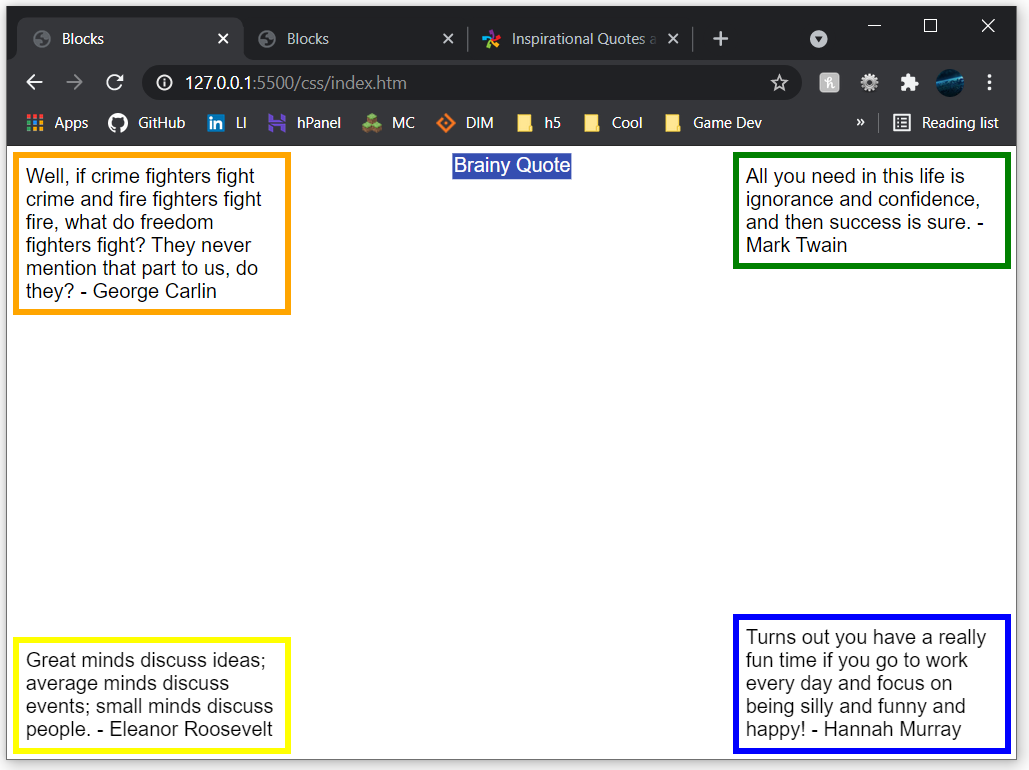 Blocks
Blocks
Inspirational Quotes a
127.0.0.1:5500/css/index.htm
Apps
GitHub
LI
hPanel
MC
DIM
h5
Cool
Game Dev
»
Reading list
Well, if crime fighters fight
crime and fire fighters fight
fire, what do freedom
fighters fight? They never
mention that part to us, do
they? - George Carlin
Brainy Quote
All you need in this life is
ignorance and confidence,
and then success is sure. -
Mark Twain
Great minds discuss ideas;
average minds discuss
events; small minds discuss
people. - Eleanor Roosevelt
Turns out you have a really
fun time if you go to work
every day and focus on
being silly and funny and
happy! - Hannah Murray